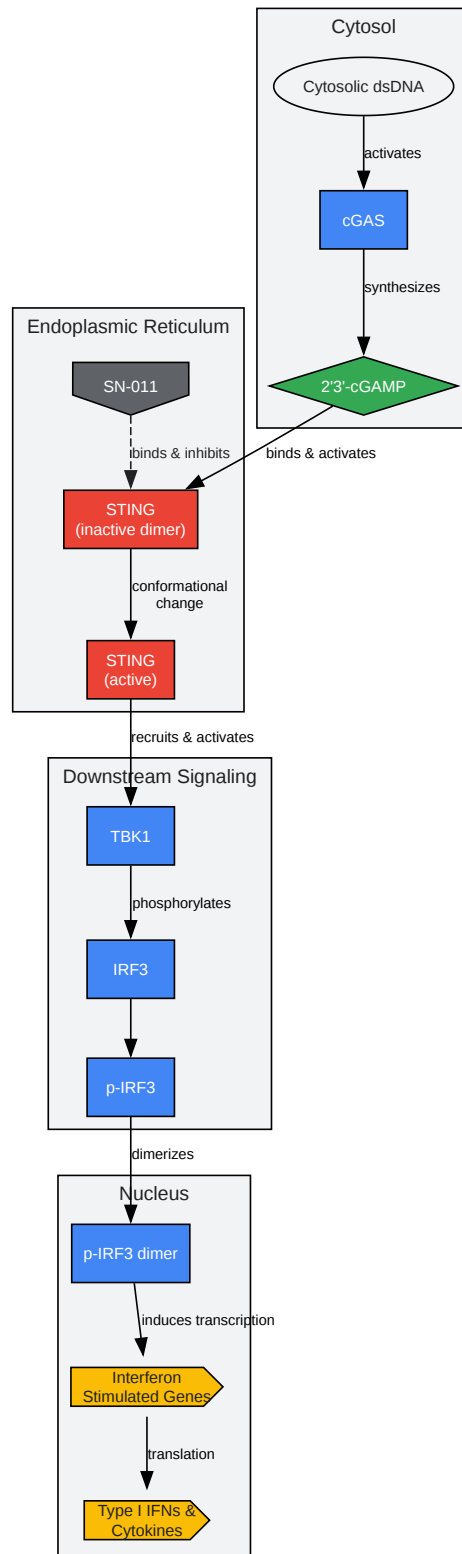 Cytosol
Cytosolic dsDNA
activates
cGAS
synthesizes
2'3'-cGAMP
binds & activates
Endoplasmic Reticulum
SN-011
binds & inhibits
STING
(inactive dimer)
conformational
change
STING
(active)
recruits & activates
Downstream Signaling
TBK1
phosphorylates
IRF3
p-IRF3
dimerizes
Nucleus
p-IRF3 dimer
induces transcription
Interferon
Stimulated Genes
translation
Type I IFNs &
Cytokines